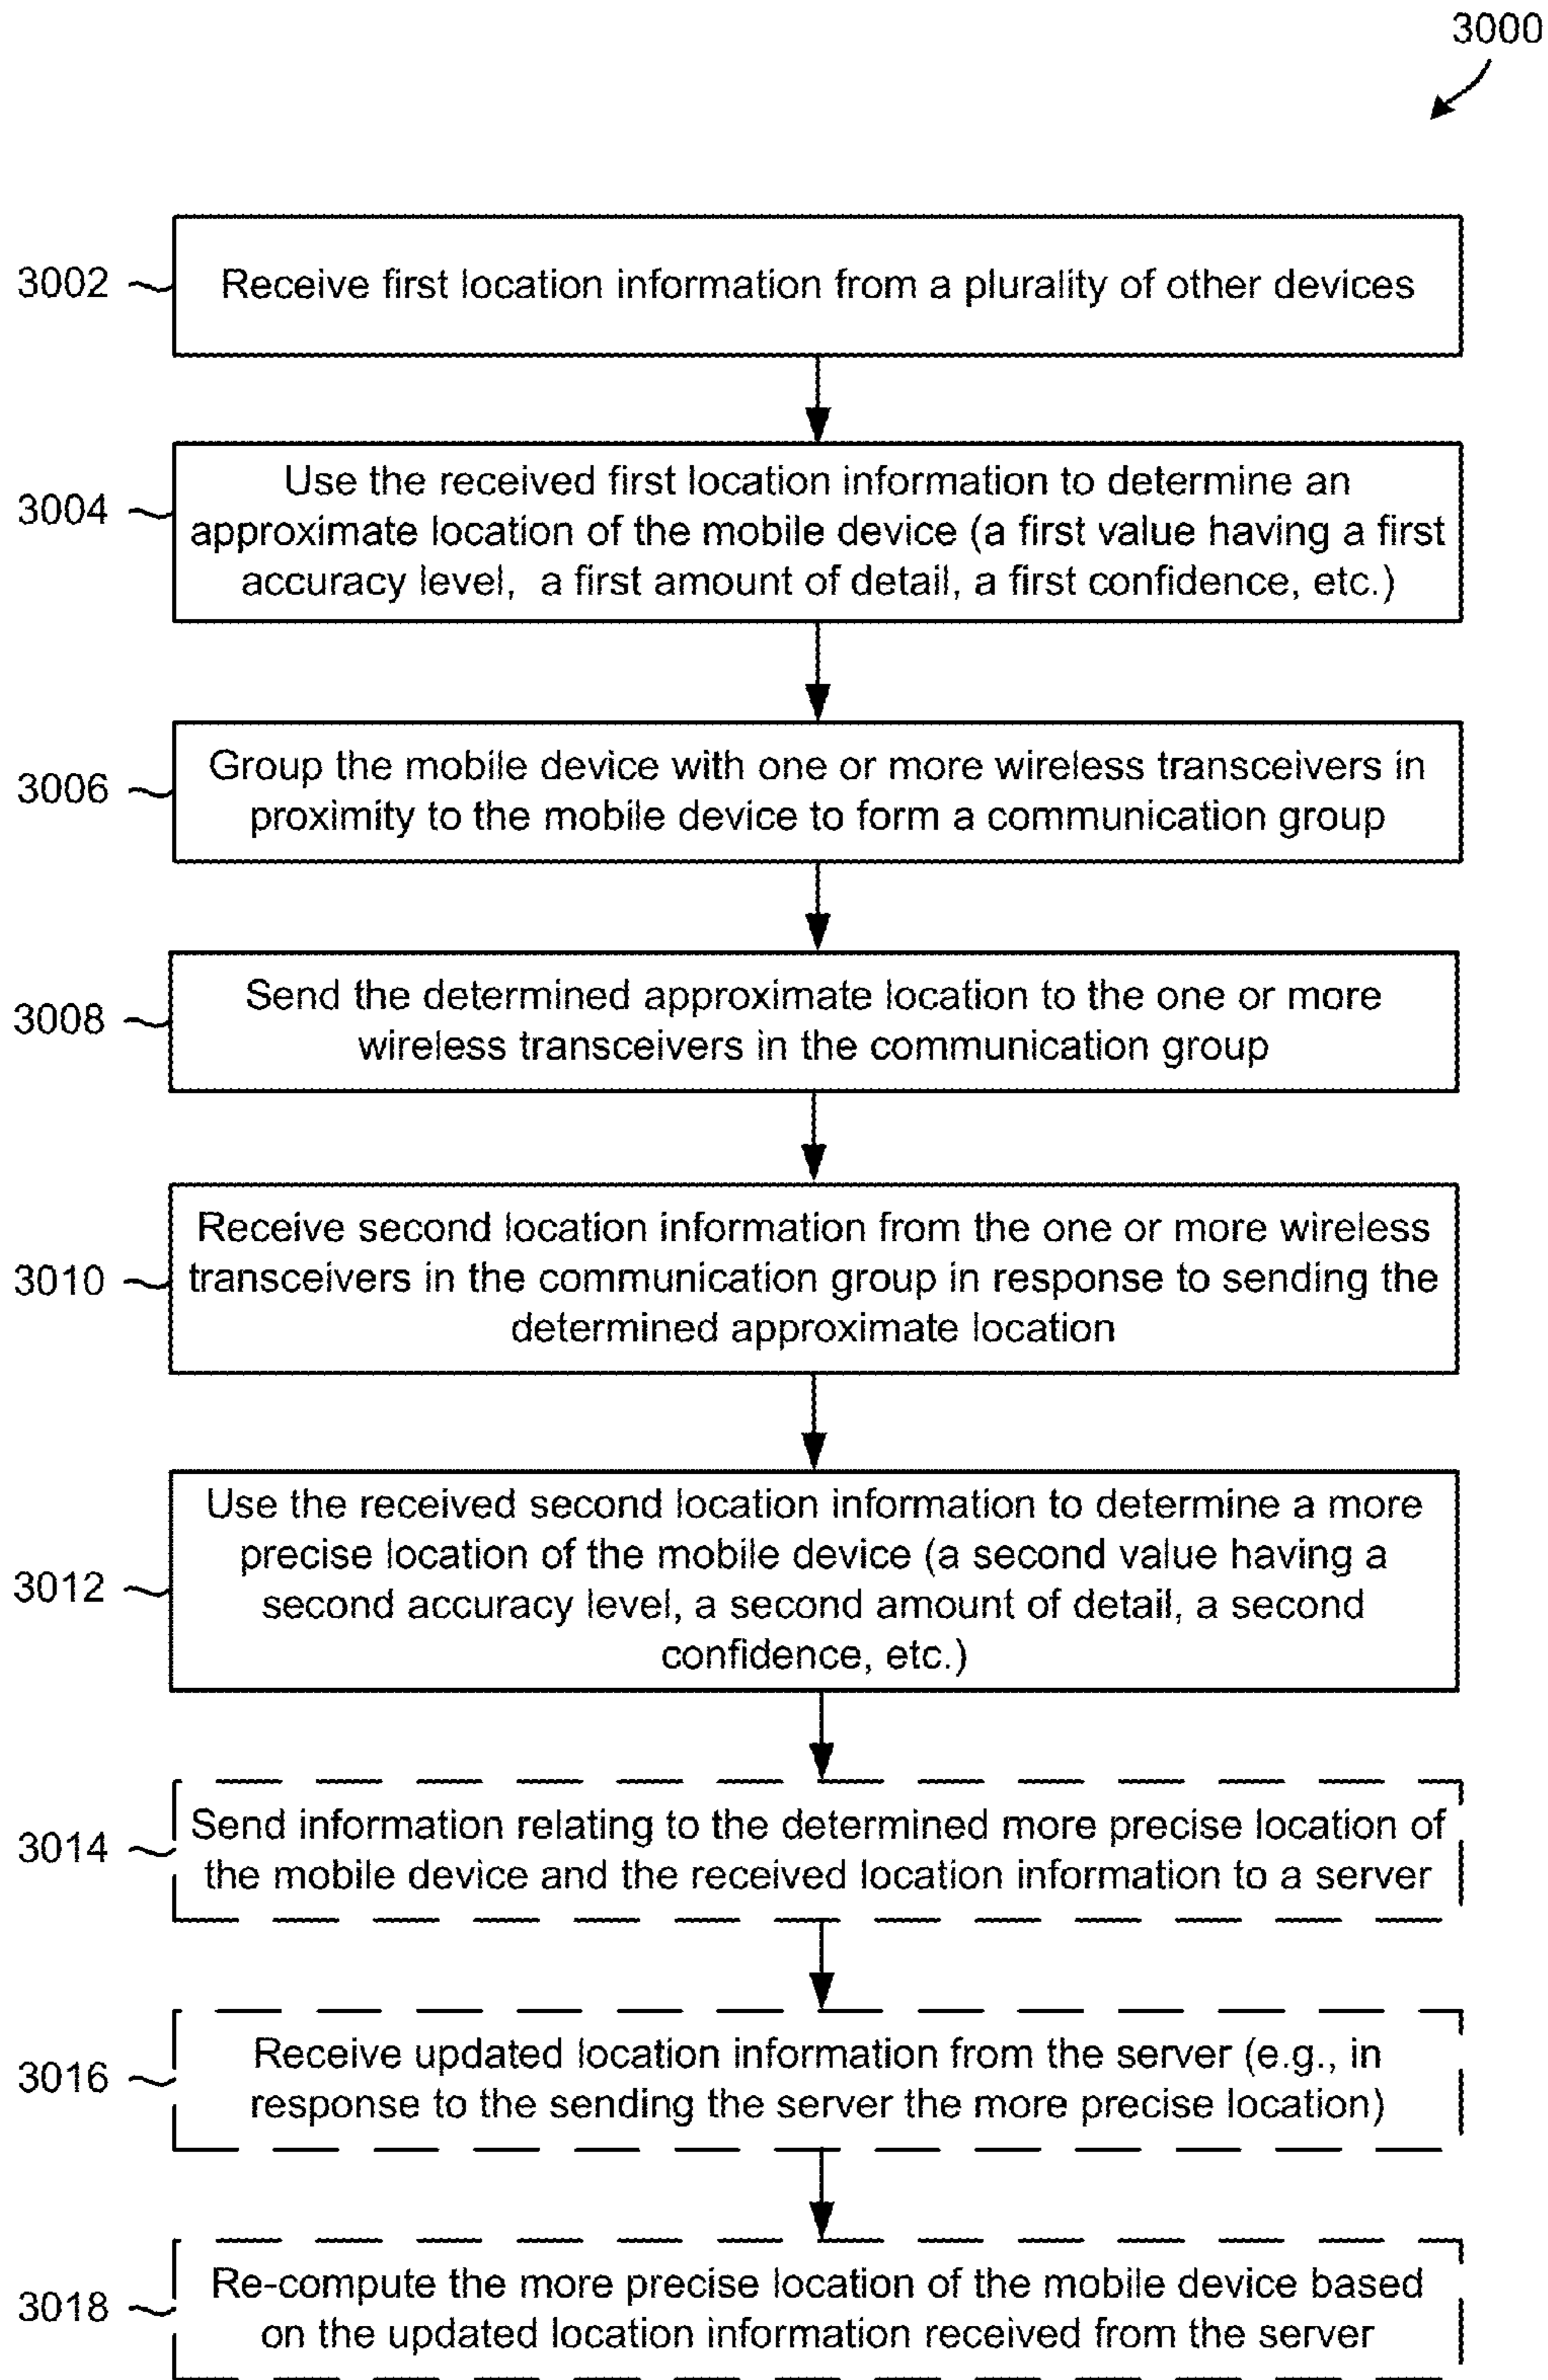 3000
3002
Receive first location information from a plurality of other devices
3004
Use the received first location information to determine an
approximate location of the mobile device (a first value having a first
accuracy level, a first amount of detail, a first confidence, etc.)
3006
Group the mobile device with one or more wireless transceivers in
proximity to the mobile device to form a communication group
3008
Send the determined approximate location to the one or more
wireless transceivers in the communication group
3010
Receive second location information from the one or more wireless
transceivers in the communication group in response to sending the
determined approximate location
3012
Use the received second location information to determine a more
precise location of the mobile device (a second value having a
second accuracy level, a second amount of detail, a second
confidence, etc.)
3014
Send information relating to the determined more precise location of
the mobile device and the received location information to a server
3016
Receive updated location information from the server (e.g., in
response to the sending the server the more precise location)
3018
Re-compute the more precise location of the mobile device based
on the updated location information received from the server